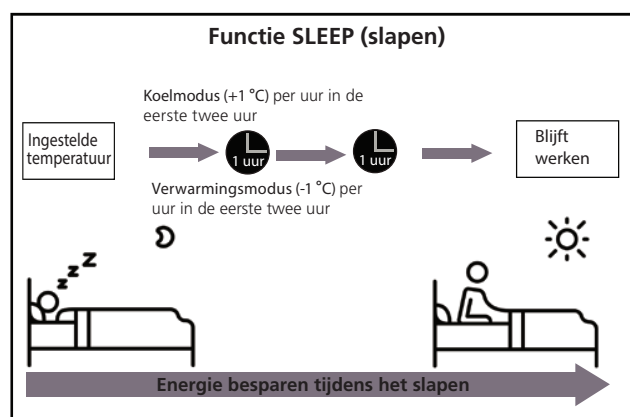 Functie SLEEP (slapen)
Koelmodus (+1 °C) per uur in de
eerste twee uur
Ingestelde
temperatuur
1 uur
1 uur
Blijft
werken
Verwarmingsmodus (-1 °C) per
uur in de eerste twee uur
z z Z
Energie besparen tijdens het slapen